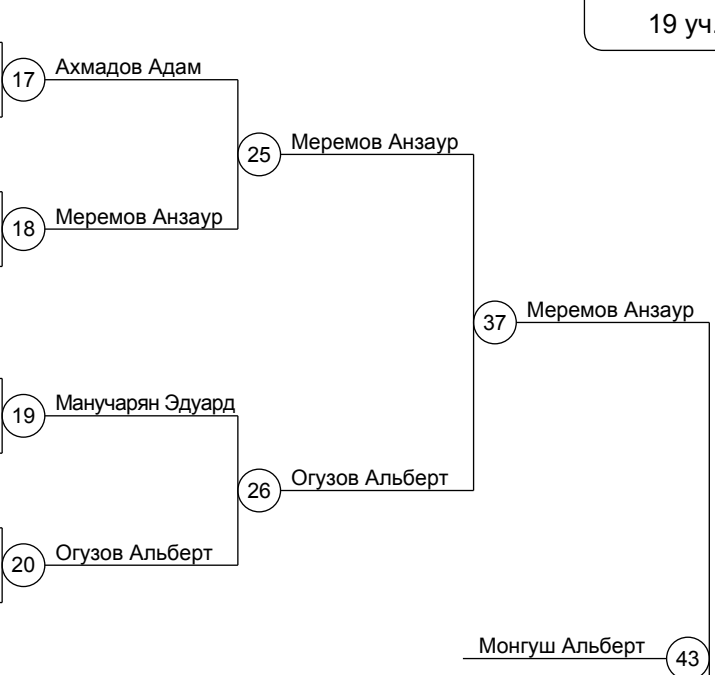 19 уч.
17 Ахмадов Адам
25 Меремов Анзаур
18 Меремов Анзаур
37 Меремов Анзаур
19 Манучарян Эдуард
26 Огузов Альберт
20 Огузов Альберт
Монгуш Альберт 43